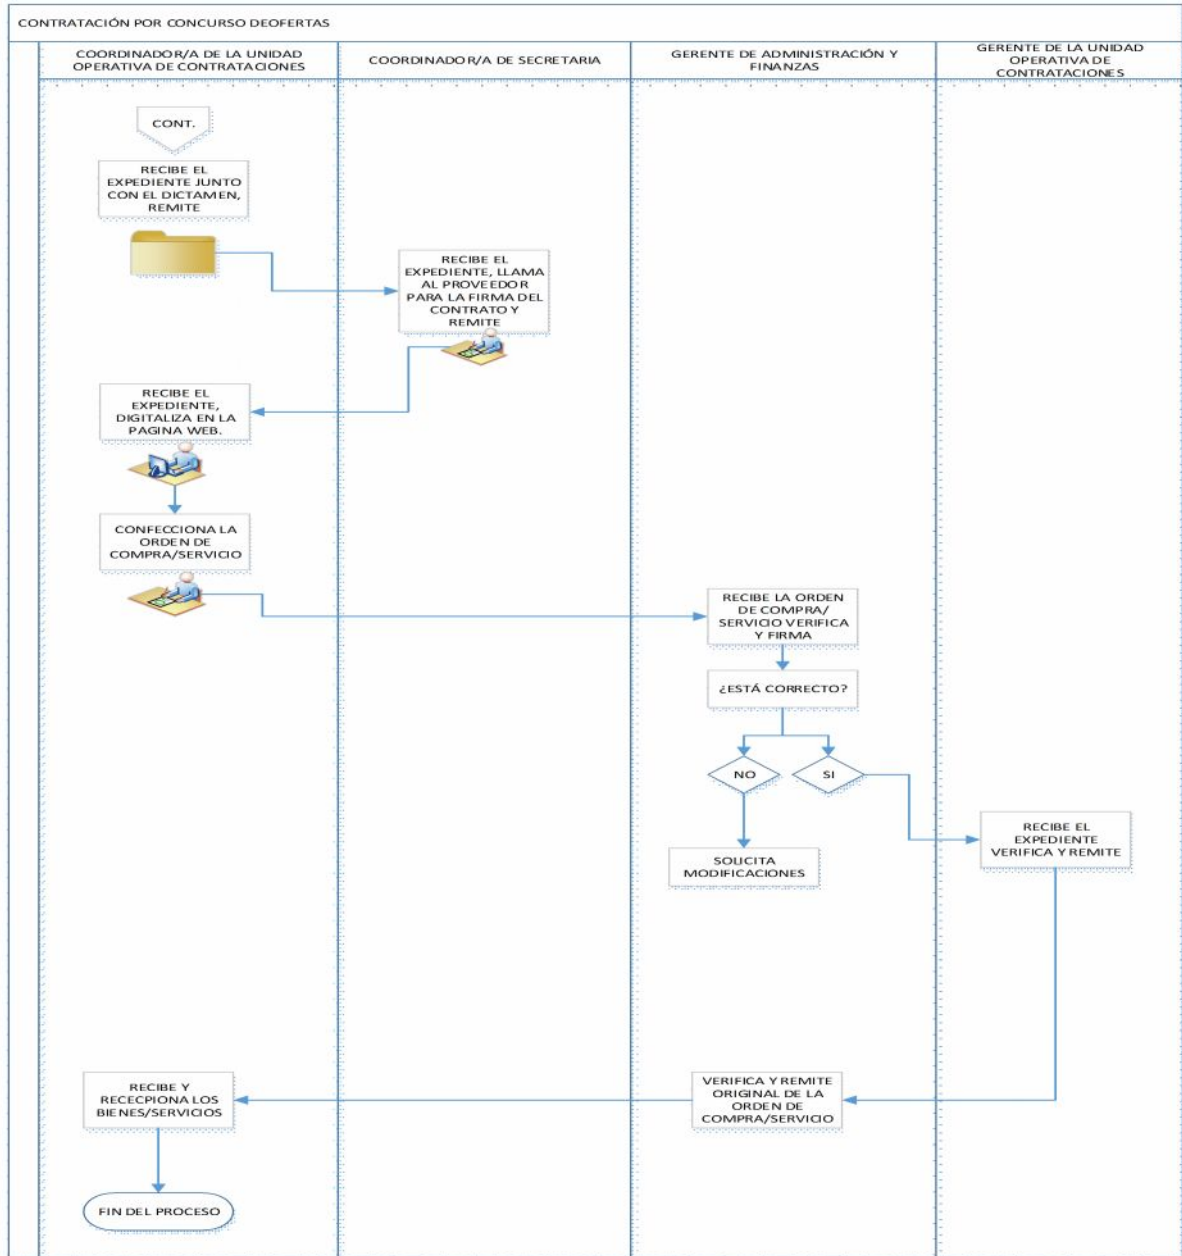 CONTRATACIÓN POR CONCURSO DEOFERTAS
COORDINADOR/A DE LA UNIDAD
OPERATIVA DE CONTRATACIONES
COORDINADOR/A DE SECRETARIA
GERENTE DE ADMINISTRACIÓN Y
FINANZAS
GERENTE DE LA UNIDAD
OPERATIVA DE
CONTRATACIONES
CONT.
RECIBE EL
EXPEDIENTE JUNTO
CON EL DICTAMEN,
REMITE
RECIBE EL
EXPEDIENTE, LLAMA
AL PROVEEDOR
PARA LA FIRMA DEL
CONTRATO Y
REMITE
RECIBE EL
EXPEDIENTE,
DIGITALIZA EN LA
PAGINA WEB.
CONFECCIONA LA
ORDEN DE
COMPRA/SERVICIO
RECIBE LA ORDEN
DE COMPRA/
SERVICIO VERIFICA
Y FIRMA
¿ESTÁ CORRECTO?
NO
SI
SOLICITA
MODIFICACIONES
RECIBE EL
EXPEDIENTE
VERIFICA Y REMITE
VERIFICA Y REMITE
ORIGINAL DE LA
ORDEN DE
COMPRA/SERVICIO
RECIBE Y
RECECPIONA LOS
BIENES/SERVICIOS
FIN DEL PROCESO